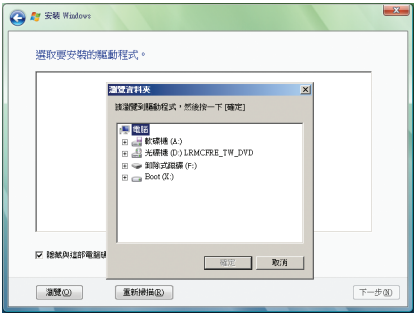 安裝 Windows
選取要安裝的驅動程式。
瀏覽資料夾
請瀏覽到驅動程式,然後按一下 [確定]
電腦
軟碟機 (A:)
光碟機 (D:) LRMCFRE_TW_DVD
卸除式磁碟 (F:)
Boot (X:)
隱藏與這部電腦硬
確定
取消
瀏覽(O)
重新掃描(R)
下一步(N)